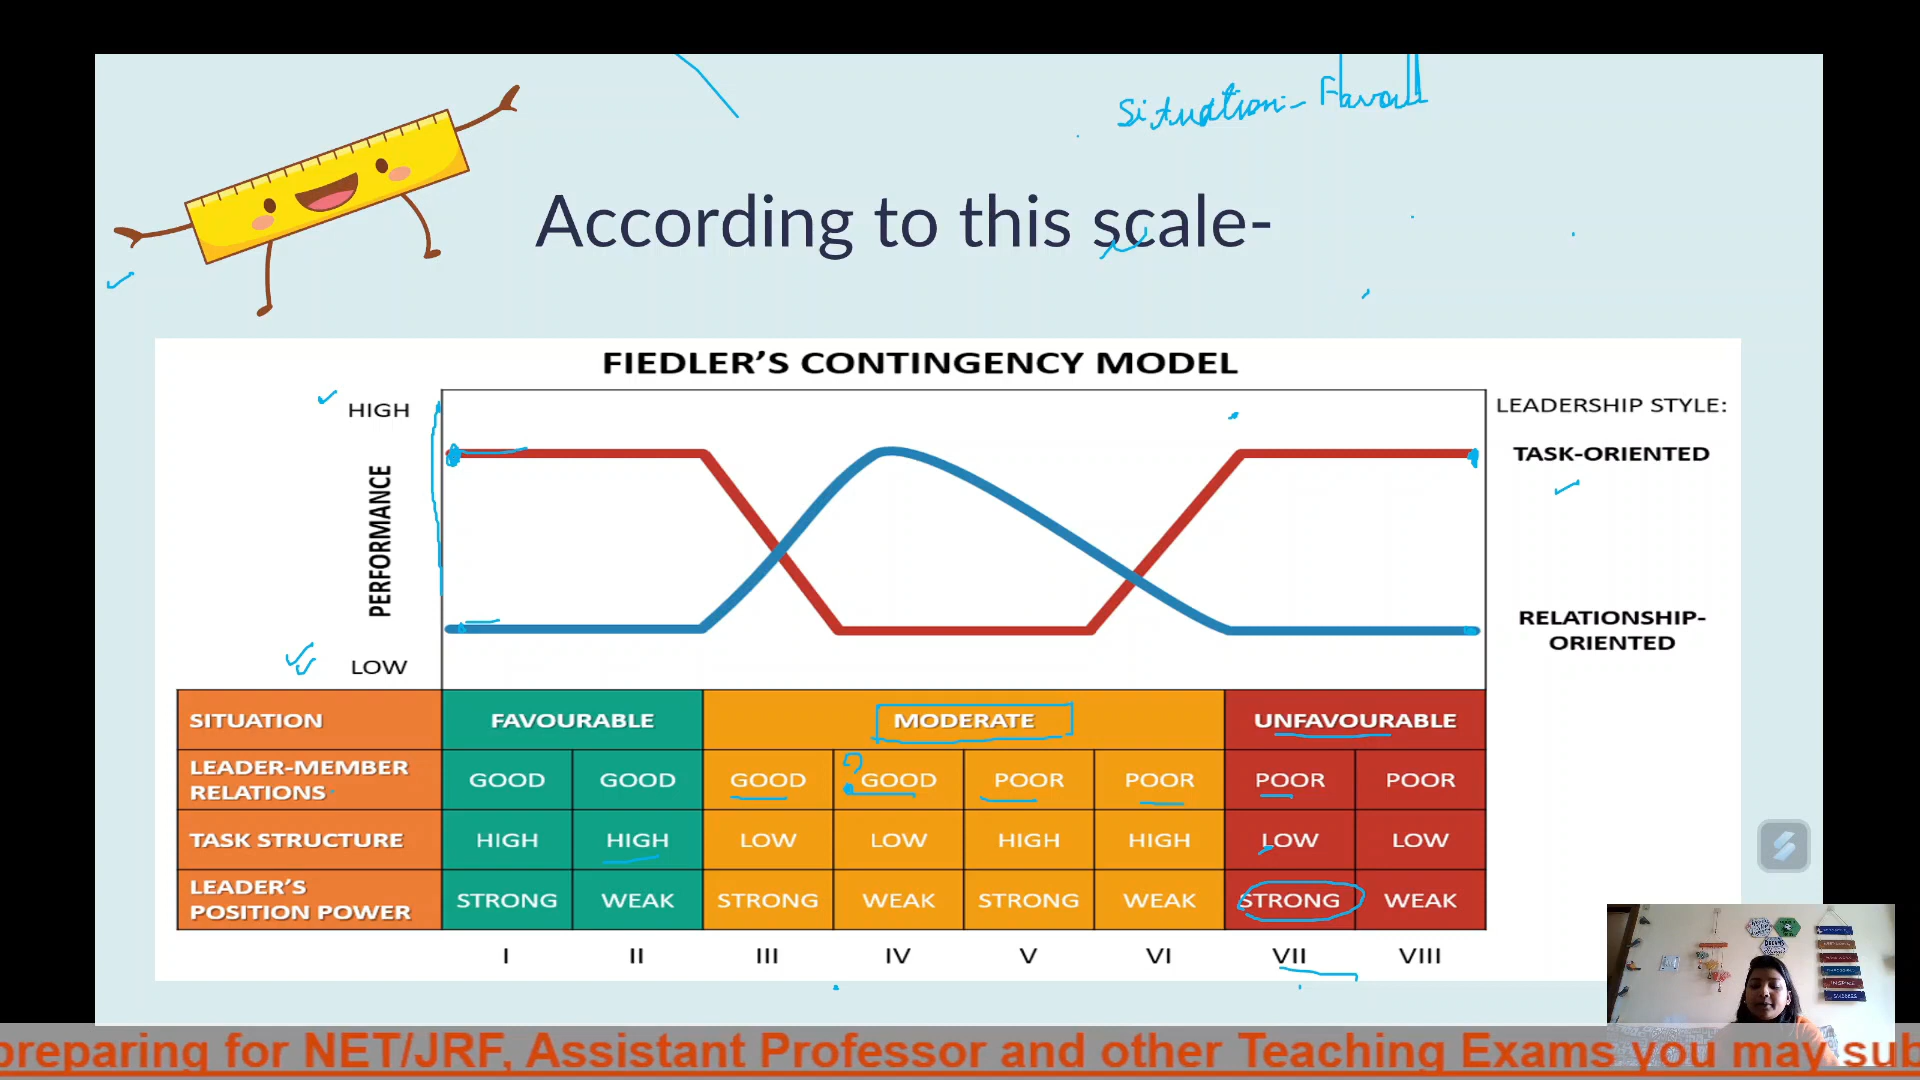 Situation - Favou
According to this scale-
FIEDLER'S CONTINGENCY MODEL
HIGH
PERFORMANCE
LOW
LEADERSHIP STYLE:
TASK-ORIENTED
RELATIONSHIP-
ORIENTED
SITUATION FAVOURABLE MODERATE UNFAVOURABLE
LEADER-MEMBER
RELATIONS GOOD GOOD GOOD GOOD POOR POOR POOR POOR
TASK STRUCTURE HIGH HIGH LOW LOW HIGH HIGH LOW LOW
LEADER'S
POSITION POWER STRONG WEAK STRONG WEAK STRONG WEAK STRONG WEAK
I II III IV V VI VII VIII
preparing for NET/JRF, Assistant Professor and other Teaching Exams you may sub